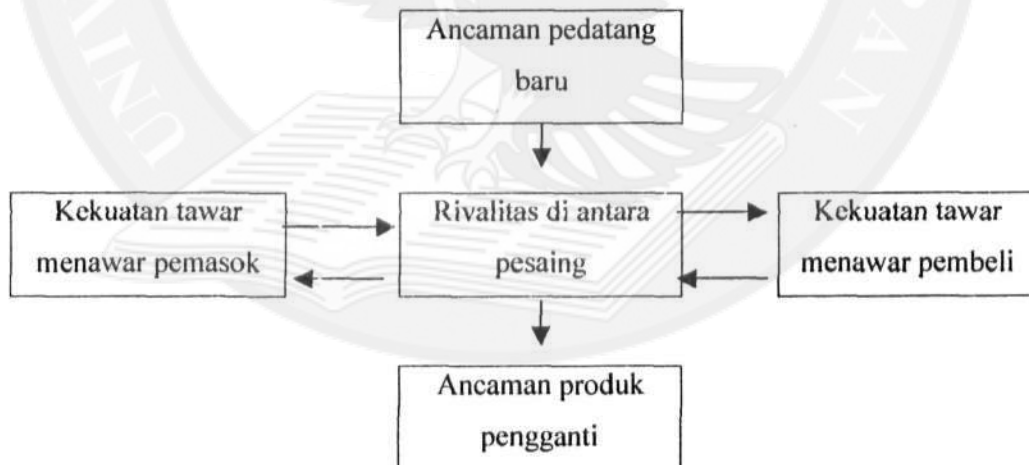 Ancaman pedatang
baru
Kekuatan tawar
menawar pemasok
Rivalitas di antara
pesaing
Kekuatan tawar
menawar pembeli
Ancaman produk
pengganti